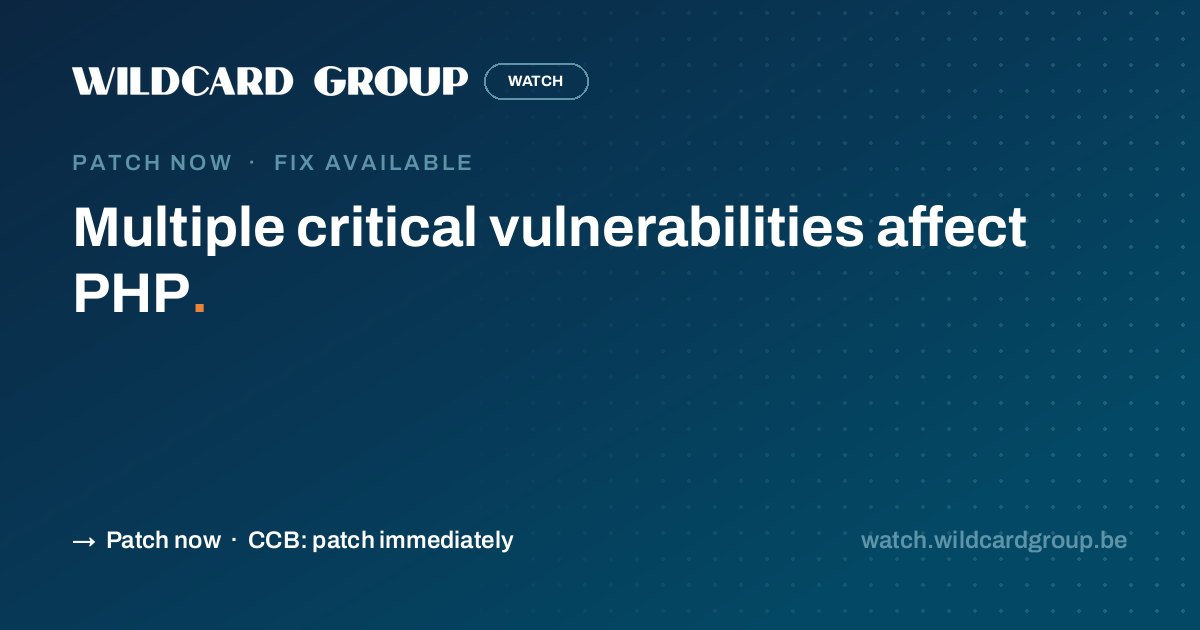 WILDCARD GROUP WATCH
PATCH NOW · FIX AVAILABLE
Multiple critical vulnerabilities affect
PHP.
→ Patch now · CCB: patch immediately
watch.wildcardgroup.be